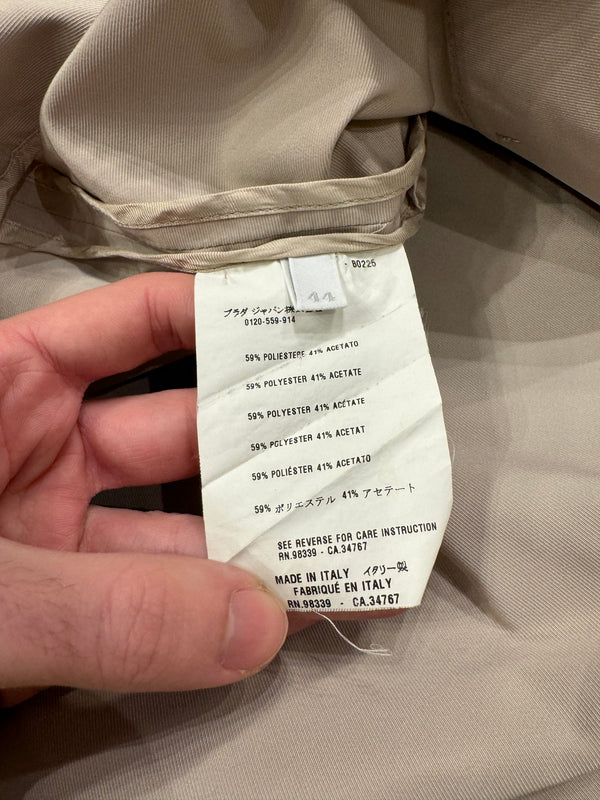 - B0225
44
プラダ ジャパン株式会社
0120-559-914
59% POLIESTERE 41% ACETATO
59% POLYESTER 41% ACETATE
59% POLYESTER 41% ACÉTATE
59% POLYESTER 41% ACETAT
59% POLIÉSTER 41% ACETATO
59% ポリエステル 41% アセテート
SEE REVERSE FOR CARE INSTRUCTION
RN.98339 - CA.34767
MADE IN ITALY イタリー製
FABRIQUÉ EN ITALY
RN.98339 - CA.34767